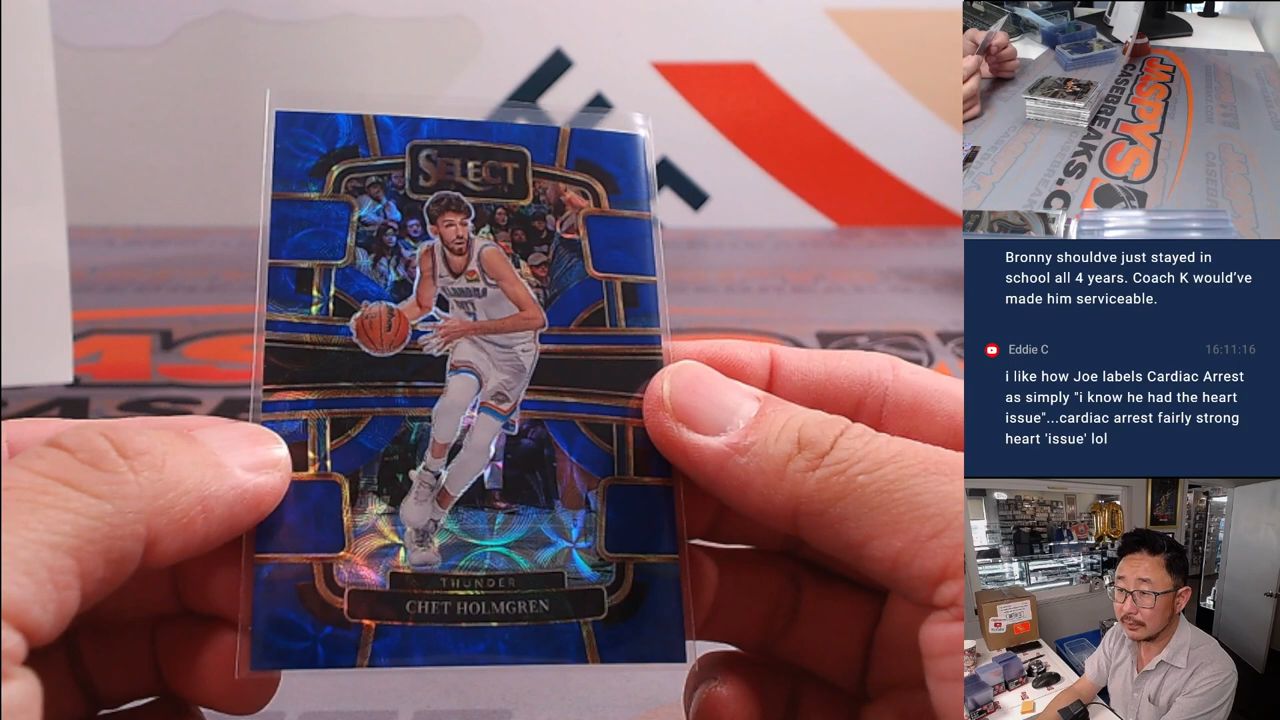 SELECT
OKLAHOMA
THUNDER
CHET HOLMGREN
JASPYS
CASEBREAKS.C
Bronny shouldve just stayed in
school all 4 years. Coach K would've
made him serviceable.
Eddie C
16:11:16
i like how Joe labels Cardiac Arrest
as simply "i know he had the heart
issue"...cardiac arrest fairly strong
heart 'issue' lol
10